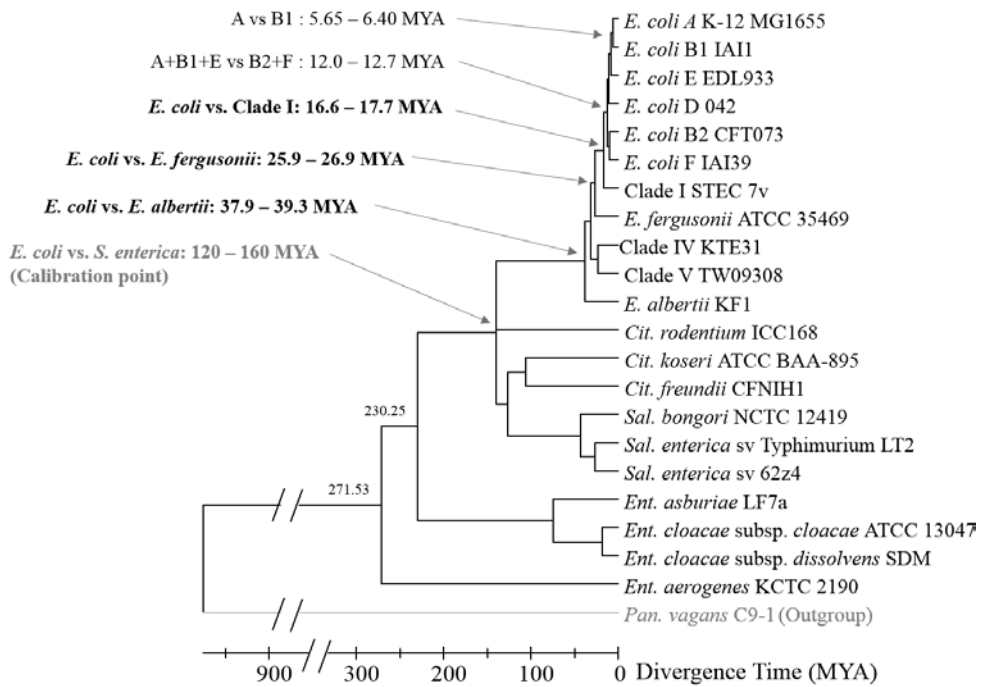 A vs B1 : 5.65 – 6.40 MYA
A+B1+E vs B2+F : 12.0 – 12.7 MYA
E. coli vs. Clade I: 16.6 – 17.7 MYA
E. coli vs. E. fergusonii: 25.9 – 26.9 MYA
E. coli vs. E. albertii: 37.9 – 39.3 MYA
E. coli vs. S. enterica: 120 – 160 MYA
(Calibration point)
E. coli A K-12 MG1655
E. coli B1 IAI1
E. coli E EDL933
E. coli D 042
E. coli B2 CFT073
E. coli F IAI39
Clade I STEC 7v
E. fergusonii ATCC 35469
Clade IV KTE31
Clade V TW09308
E. albertii KF1
Cit. rodentium ICC168
Cit. koseri ATCC BAA-895
Cit. freundii CFNIH1
Sal. bongori NCTC 12419
Sal. enterica sv Typhimurium LT2
Sal. enterica sv 62z4
Ent. asburiae LF7a
Ent. cloacae subsp. cloacae ATCC 13047
Ent. cloacae subsp. dissolvens SDM
Ent. aerogenes KCTC 2190
Pan. vagans C9-1 (Outgroup)
230.25
271.53
900 300 200 100 0 Divergence Time (MYA)